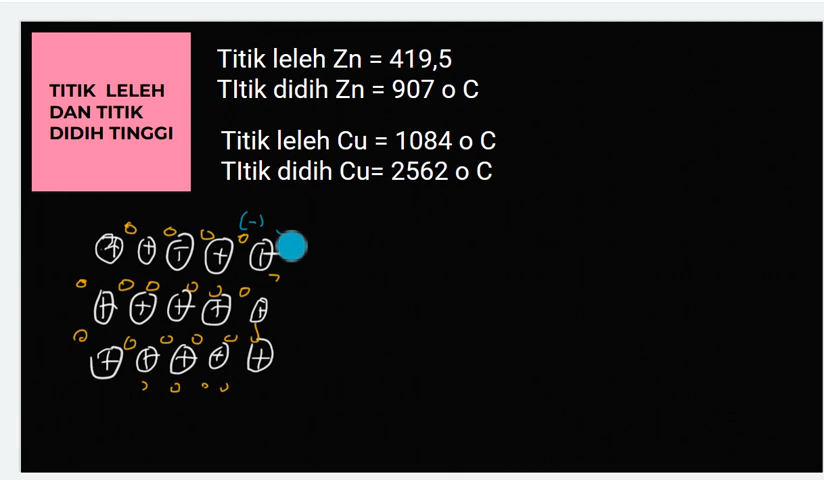 TITIK LELEH
DAN TITIK
DIDIH TINGGI
Titik leleh Zn = 419,5
TItik didih Zn = 907 o C
Titik leleh Cu = 1084 o C
TItik didih Cu= 2562 o C
(-)
+ + + + +
+ + + + +
+ + + + +